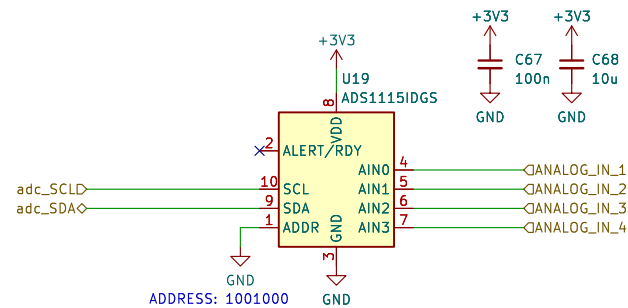 +3V3
+3V3
+3V3
C67
100n
C68
10u
GND
GND
U19
ADS1115IDGS
8
VDD
2
ALERT/RDY
AIN0
4
ANALOG_IN_1
adc_SCL
10
SCL
AIN1
5
ANALOG_IN_2
adc_SDA
9
SDA
AIN2
6
ANALOG_IN_3
1
ADDR
AIN3
7
ANALOG_IN_4
GND
3
GND
GND
ADDRESS: 1001000